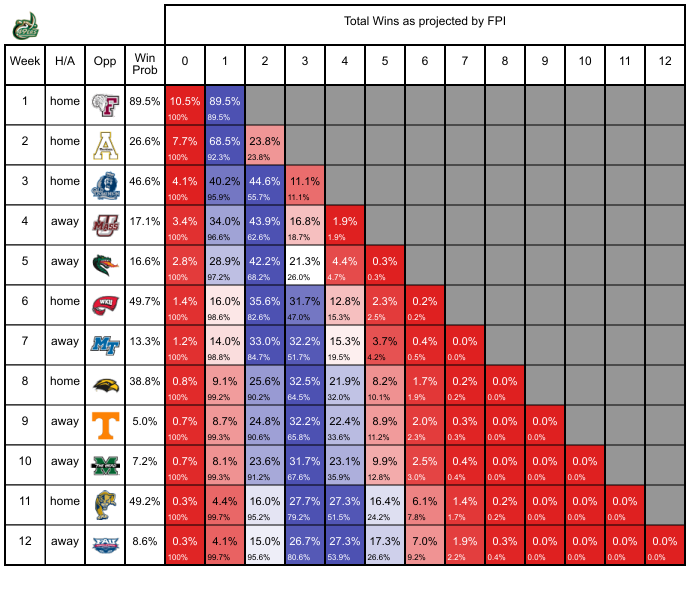 Total Wins as projected by FPI
Week H/A Opp Win Prob 0 1 2 3 4 5 6 7 8 9 10 11 12
1 home F 89.5% 10.5% 89.5%
100% 89.5%
2 home A 26.6% 7.7% 68.5% 23.8%
100% 92.3% 23.8%
3 home 46.6% 4.1% 40.2% 44.6% 11.1%
100% 95.9% 55.7% 11.1%
4 away UMass 17.1% 3.4% 34.0% 43.9% 16.8% 1.9%
100% 96.6% 62.6% 18.7% 1.9%
5 away 16.6% 2.8% 28.9% 42.2% 21.3% 4.4% 0.3%
100% 97.2% 68.2% 26.0% 4.7% 0.3%
6 home WKU 49.7% 1.4% 16.0% 35.6% 31.7% 12.8% 2.3% 0.2%
100% 98.6% 82.6% 47.0% 15.3% 2.5% 0.2%
7 away MT 13.3% 1.2% 14.0% 33.0% 32.2% 15.3% 3.7% 0.4% 0.0%
100% 98.8% 84.7% 51.7% 19.5% 4.2% 0.5% 0.0%
8 home 38.8% 0.8% 9.1% 25.6% 32.5% 21.9% 8.2% 1.7% 0.2% 0.0%
100% 99.2% 90.2% 64.5% 32.0% 10.1% 1.9% 0.2% 0.0%
9 away T 5.0% 0.7% 8.7% 24.8% 32.2% 22.4% 8.9% 2.0% 0.3% 0.0% 0.0%
100% 99.3% 90.6% 65.8% 33.6% 11.2% 2.3% 0.3% 0.0% 0.0%
10 away M 7.2% 0.7% 8.1% 23.6% 31.7% 23.1% 9.9% 2.5% 0.4% 0.0% 0.0% 0.0%
100% 99.3% 91.2% 67.6% 35.9% 12.8% 3.0% 0.4% 0.0% 0.0% 0.0%
11 home 49.2% 0.3% 4.4% 16.0% 27.7% 27.3% 16.4% 6.1% 1.4% 0.2% 0.0% 0.0% 0.0%
100% 99.7% 95.2% 79.2% 51.5% 24.2% 7.8% 1.7% 0.2% 0.0% 0.0% 0.0%
12 away FAU 8.6% 0.3% 4.1% 15.0% 26.7% 27.3% 17.3% 7.0% 1.9% 0.3% 0.0% 0.0% 0.0% 0.0%
100% 99.7% 95.6% 80.6% 53.9% 26.6% 9.2% 2.2% 0.4% 0.0% 0.0% 0.0% 0.0%